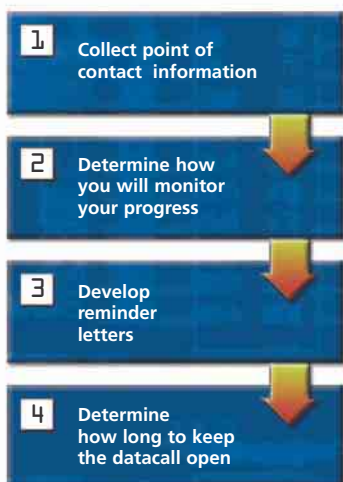 1
Collect point of
contact information
2
Determine how
you will monitor
your progress
3
Develop
reminder
letters
4
Determine
how long to keep
the datacall open